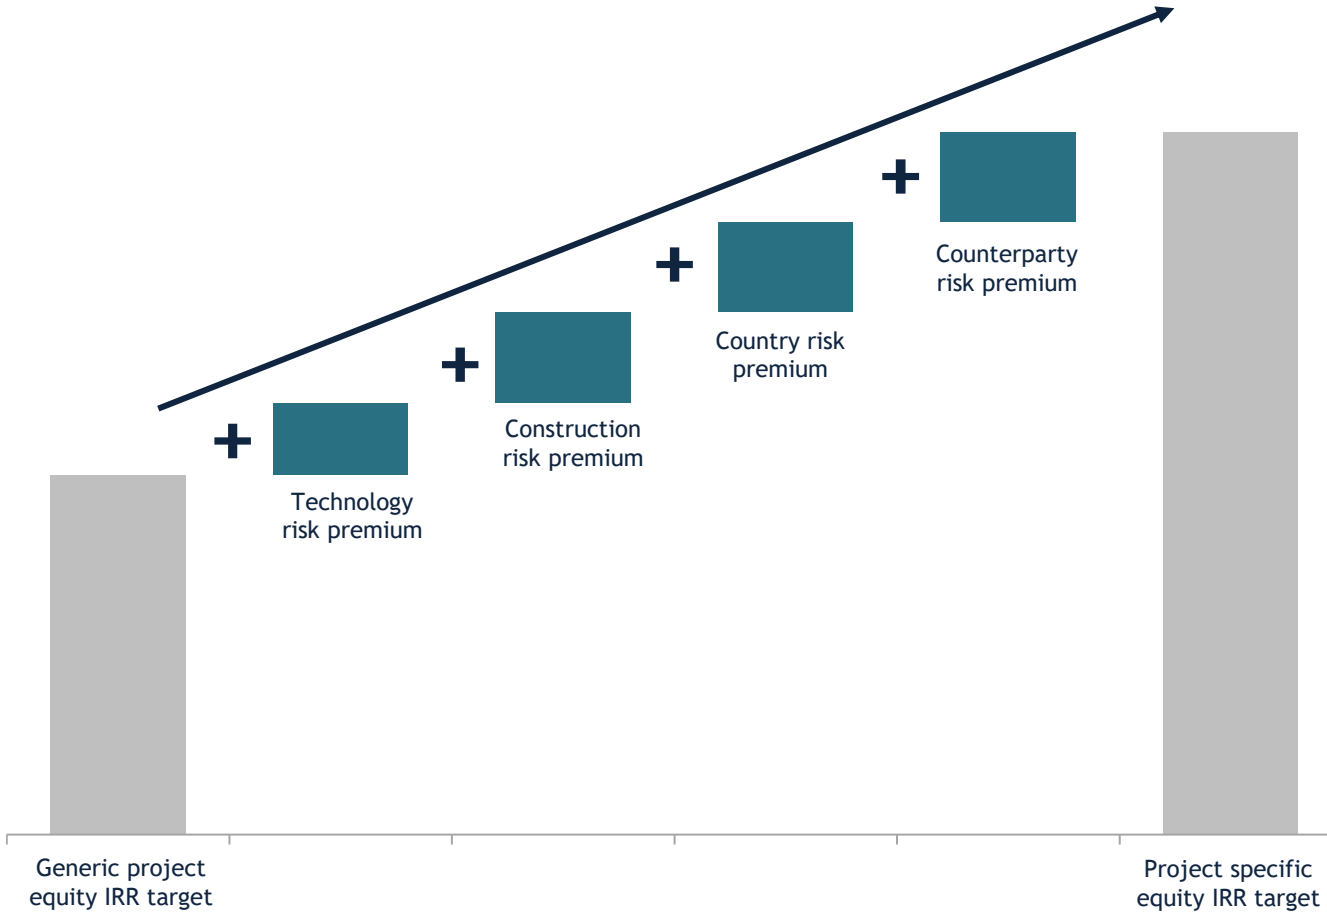 Generic project
equity IRR target
+
Technology
risk premium
+
Construction
risk premium
+
Country risk
premium
+
Counterparty
risk premium
Project specific
equity IRR target